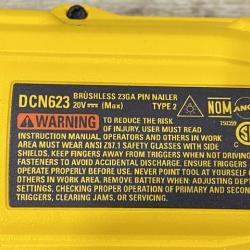 DCN623 BRUSHLESS 23GA PIN NAILER
20V (Max) TYPE 2
NOM
WARNING TO REDUCE THE RISK
OF INJURY, USER MUST READ
INSTRUCTION MANUAL. OPERATORS AND OTHERS IN WORK
AREA MUST WEAR ANSI Z87.1 SAFETY GLASSES WITH SIDE
SHIELDS. KEEP FINGERS AWAY FROM TRIGGERS WHEN NOT DRIVING
FASTENERS TO AVOID ACCIDENTAL DISCHARGE. ENSURE
OPERATE PROPERLY BEFORE USE. NEVER POINT TOOL AT YOURSELF O
OTHERS IN WORK AREA. REMOVE BATTERY WHEN: ADJUSTING DEP
SETTINGS, CHECKING PROPER OPERATION OF PRIMARY AND SECON
TRIGGERS, CLEARING JAMS, OR SERVICING.